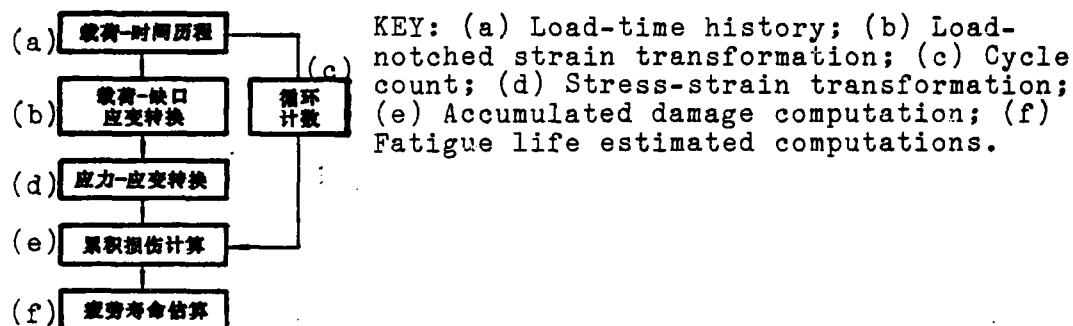 (a) 载荷-时间历程
(b) 载荷-缺口
应变转换
(c)
循环
计数
(d) 应力-应变转换
(e) 累积损伤计算
(f) 疲劳寿命估算
KEY: (a) Load-time history; (b) Load-
notched strain transformation; (c) Cycle
count; (d) Stress-strain transformation;
(e) Accumulated damage computation; (f)
Fatigue life estimated computations.